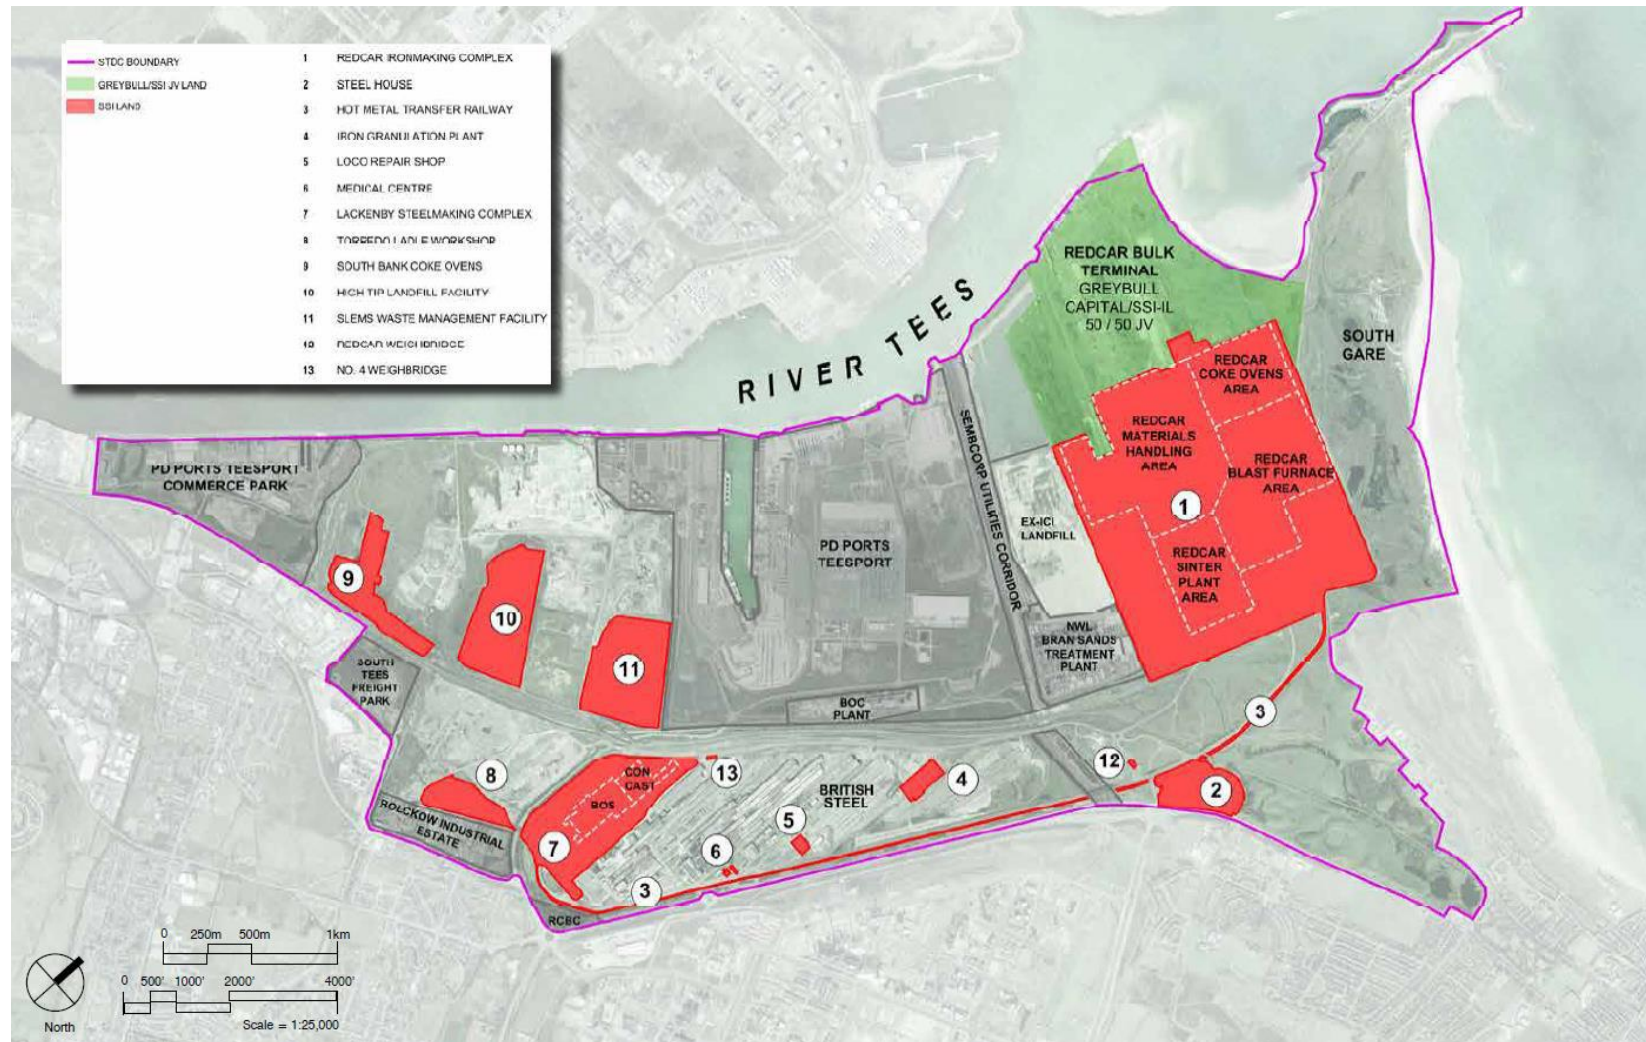 STDC BOUNDARY
GREYBULL/SSI JV LAND
SSI LAND
1 REDCAR IRONMAKING COMPLEX
2 STEEL HOUSE
3 HOT METAL TRANSFER RAILWAY
4 IRON GRANULATION PLANT
5 LOCO REPAIR SHOP
6 MEDICAL CENTRE
7 LACKENBY STEELMAKING COMPLEX
8 TORPEDO LADLE WORKSHOP
9 SOUTH BANK COKE OVENS
10 HIGH TIP LANDFILL FACILITY
11 SLEMS WASTE MANAGEMENT FACILITY
12 REDCAR WEIGHBRIDGE
13 NO. 4 WEIGHBRIDGE
RIVER TEES
REDCAR BULK
TERMINAL
GREYBULL
CAPITAL/SSI-IL
50 / 50 JV
SOUTH
GARE
REDCAR
COKE OVENS
AREA
REDCAR
MATERIALS
HANDLING
AREA
REDCAR
BLAST FURNACE
AREA
1
REDCAR
SINTER
PLANT
AREA
SEMBCORP UTILITIES CORRIDOR
EX-ICI
LANDFILL
PD PORTS TEESPORT
COMMERCE PARK
PD PORTS
TEESPORT
9
10
11
NWL
BRAN SANDS
TREATMENT
PLANT
SOUTH
TEES
FREIGHT
PARK
BOC
PLANT
3
8
CON
CAST
BOS
13
BRITISH
STEEL
4
12
2
BOLCKOW INDUSTRIAL
ESTATE
7
5
6
3
RCBC
0 250m 500m 1km
0 500' 1000' 2000' 4000'
Scale = 1:25,000
North